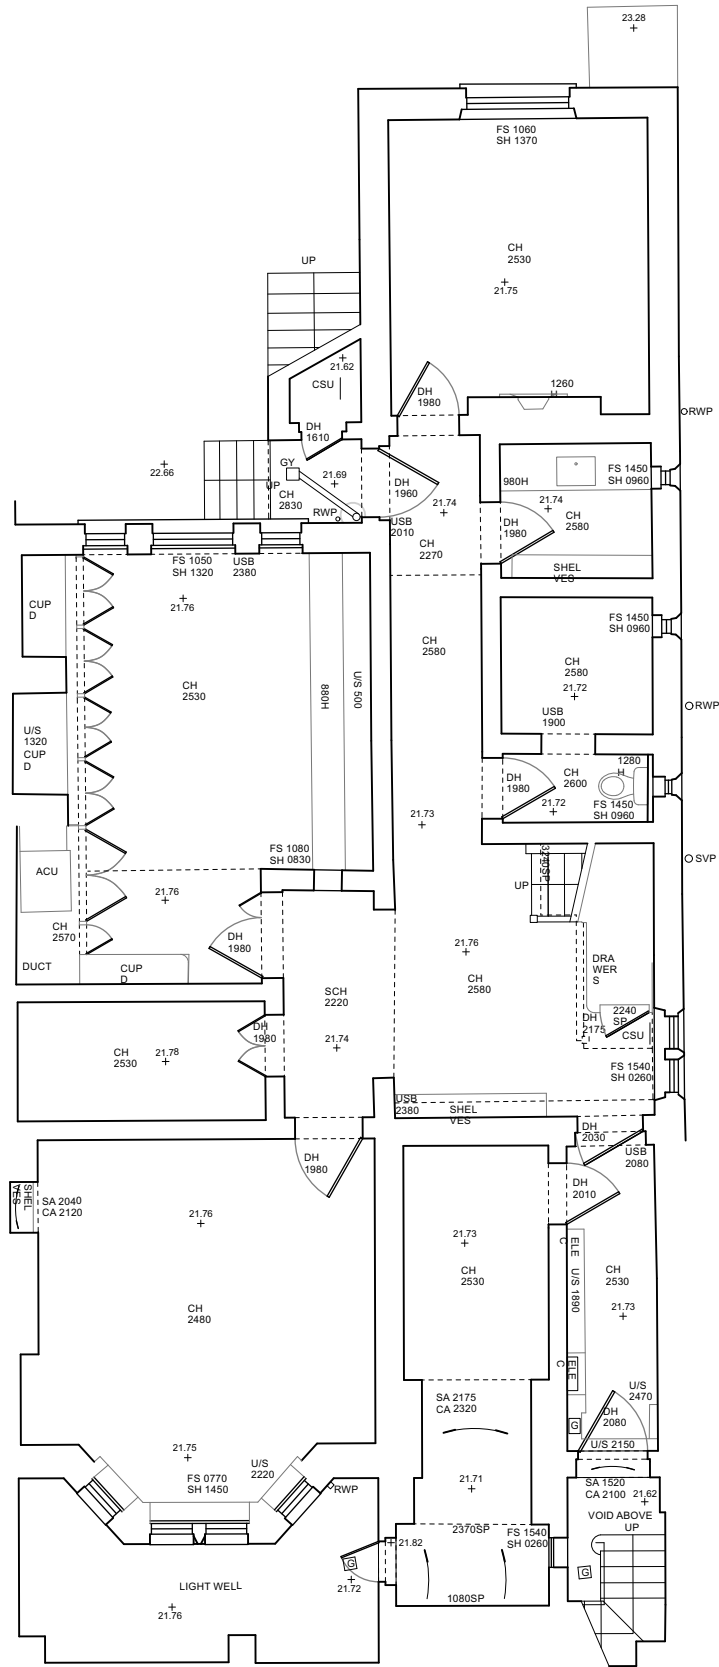 23.28
FS 1060
SH 1370
CH
2530
21.75
UP
21.62
CSU
DH
1980
1260
H
RWP
DH
1610
22.66
UP
GY
CH
2830
21.69
RWP
DH
1960
21.74
USB
2010
CH
2270
980H
FS 1450
SH 0960
21.74
CH
2580
DH
1980
SHEL
VES
FS 1050
SH 1320
USB
2380
21.76
CUP
D
CH
2530
U/S
1320
CUP
D
880H
U/S 500
CH
2580
FS 1450
SH 0960
CH
2580
21.72
USB
1900
RWP
DH
1980
CH
2600
1280
H
FS 1450
SH 0960
21.72
21.73
FS 1080
SH 0830
ACU
21.76
CH
2570
DUCT
CUP
D
DH
1980
SVP
3240SP
UP
21.76
CH
2580
DRA
WER
S
SCH
2220
21.74
DH
2175
2240
SP
CSU
FS 1540
SH 0260
DH
1980
CH
2530
21.78
USB
2380
SHEL
VES
DH
2030
USB
2080
DH
1980
DH
2010
SHEL
VES
SA 2040
CA 2120
21.76
CH
2480
21.73
CH
2530
ELE
C
U/S 1890
CH
2530
21.73
ELE
C
G
U/S
2470
DH
2080
U/S 2150
SA 2175
CA 2320
21.75
U/S
2220
FS 0770
SH 1450
RWP
21.71
SA 1520
CA 2100
21.62
VOID ABOVE
UP
2370SP
FS 1540
SH 0260
21.82
G
21.72
G
LIGHT WELL
21.76
1080SP